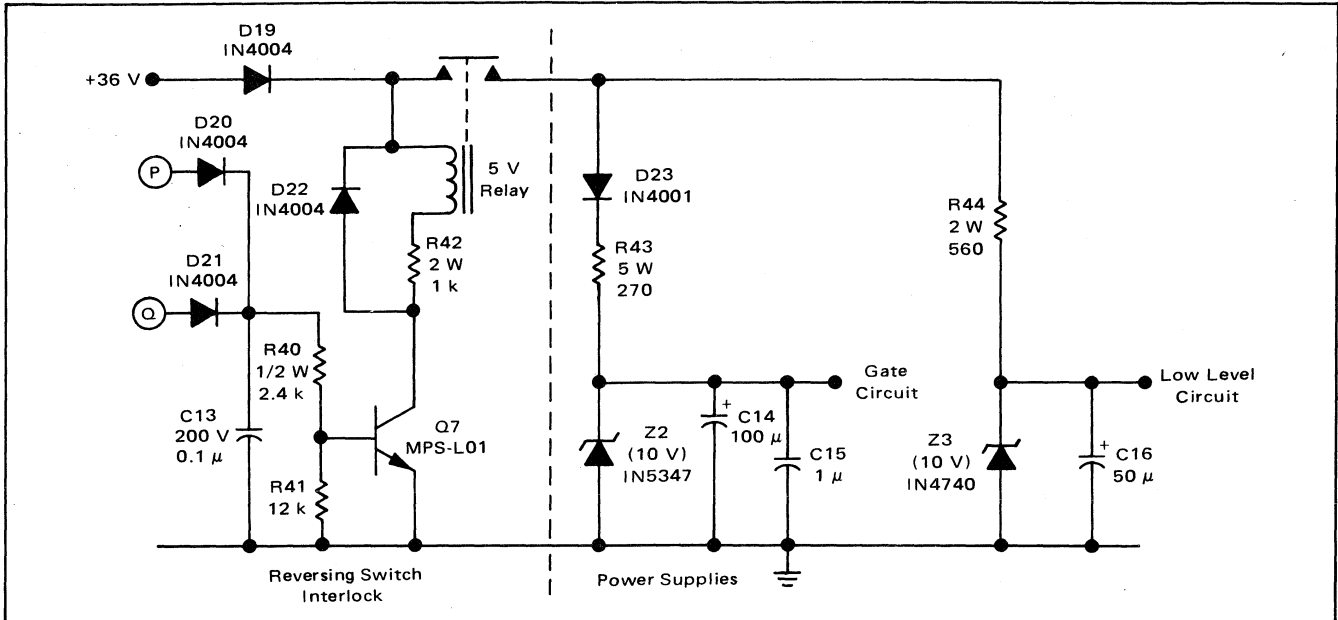 D19
IN4004
+36 V
D20
IN4004
P
D22
IN4004
5 V
Relay
D21
IN4004
Q
R42
2 W
1 k
R40
1/2 W
2.4 k
C13
200 V
0.1 μ
Q7
MPS-L01
R41
12 k
Reversing Switch
Interlock
D23
IN4001
R43
5 W
270
R44
2 W
560
Gate
Circuit
Low Level
Circuit
Z2
(10 V)
IN5347
+
C14
100 μ
C15
1 μ
Z3
(10 V)
IN4740
+
C16
50 μ
Power Supplies